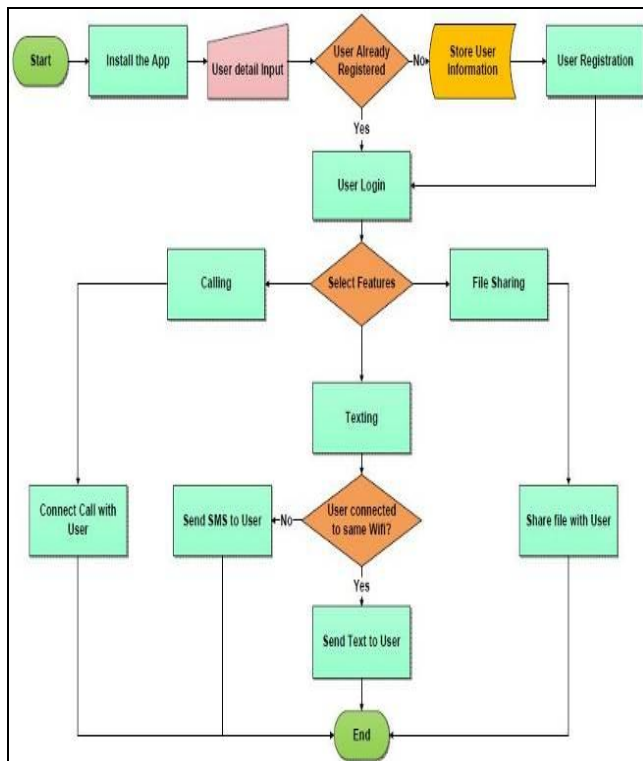 Start
Install the App
User detail Input
User Already
Registered
No
Store User
Information
User Registration
Yes
User Login
Calling
Select Features
File Sharing
Texting
Connect Call with
User
Send SMS to User
No
User connected
to same Wifi?
Share file with User
Yes
Send Text to User
End